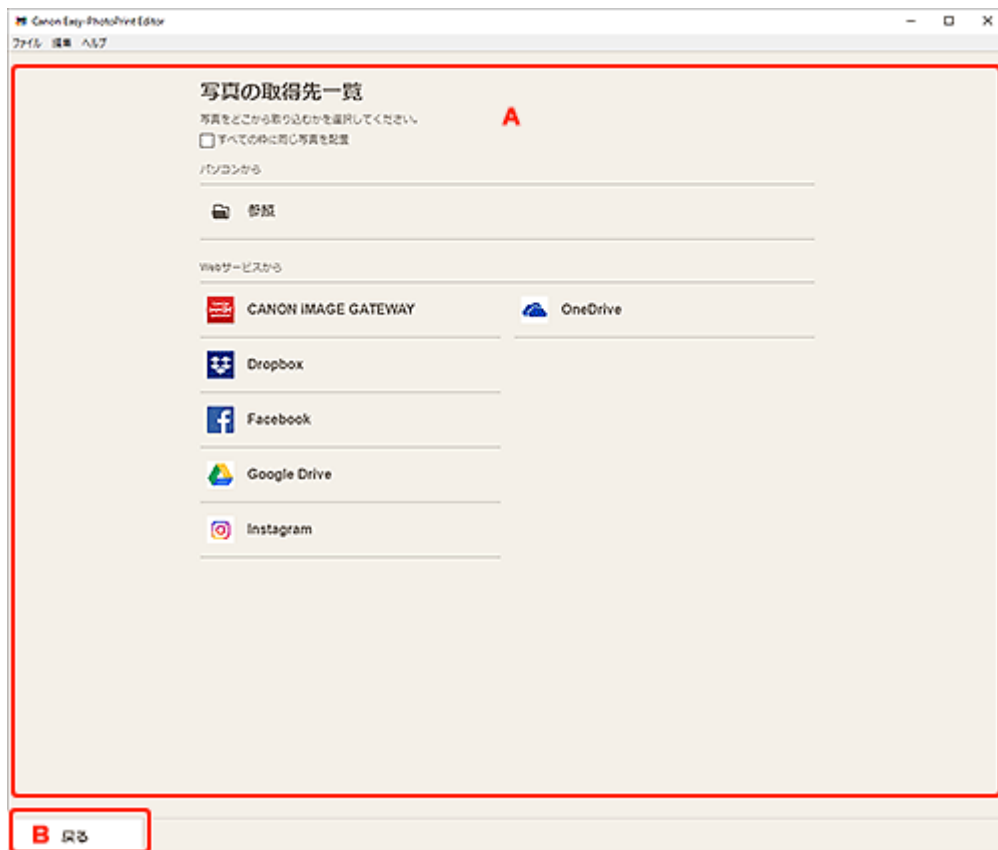 Canon Easy-PhotoPrint Editor
ファイル 編集 ヘルプ
写真の取得先一覧
A
写真をどこから取り込むかを選択してください。
すべての枠に同じ写真を配置
パソコンから
参照
Webサービスから
CANON iMAGE GATEWAY
OneDrive
Dropbox
Facebook
Google Drive
Instagram
B 戻る